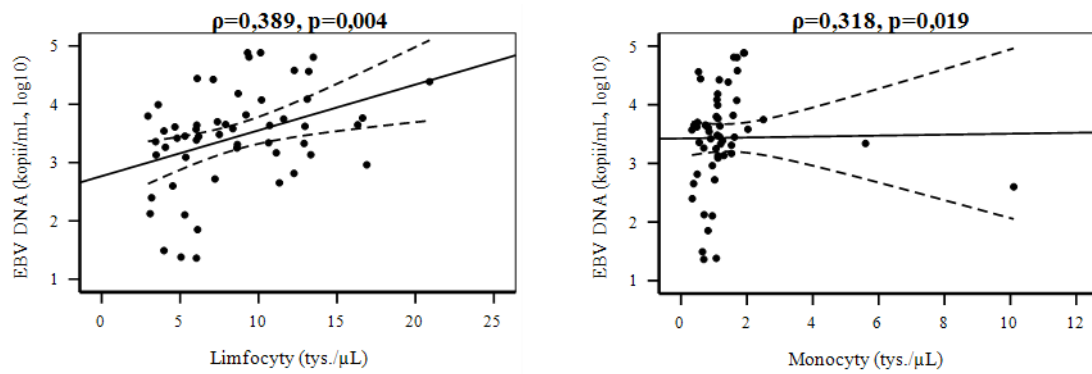 ρ=0,389, p=0,004
EBV DNA (kopii/mL, log10)
5
4
3
2
1
0 5 10 15 20 25
Limfocyty (tys./µL)
ρ=0,318, p=0,019
EBV DNA (kopii/mL, log10)
5
4
3
2
1
0 2 4 6 8 10 12
Monocyty (tys./µL)